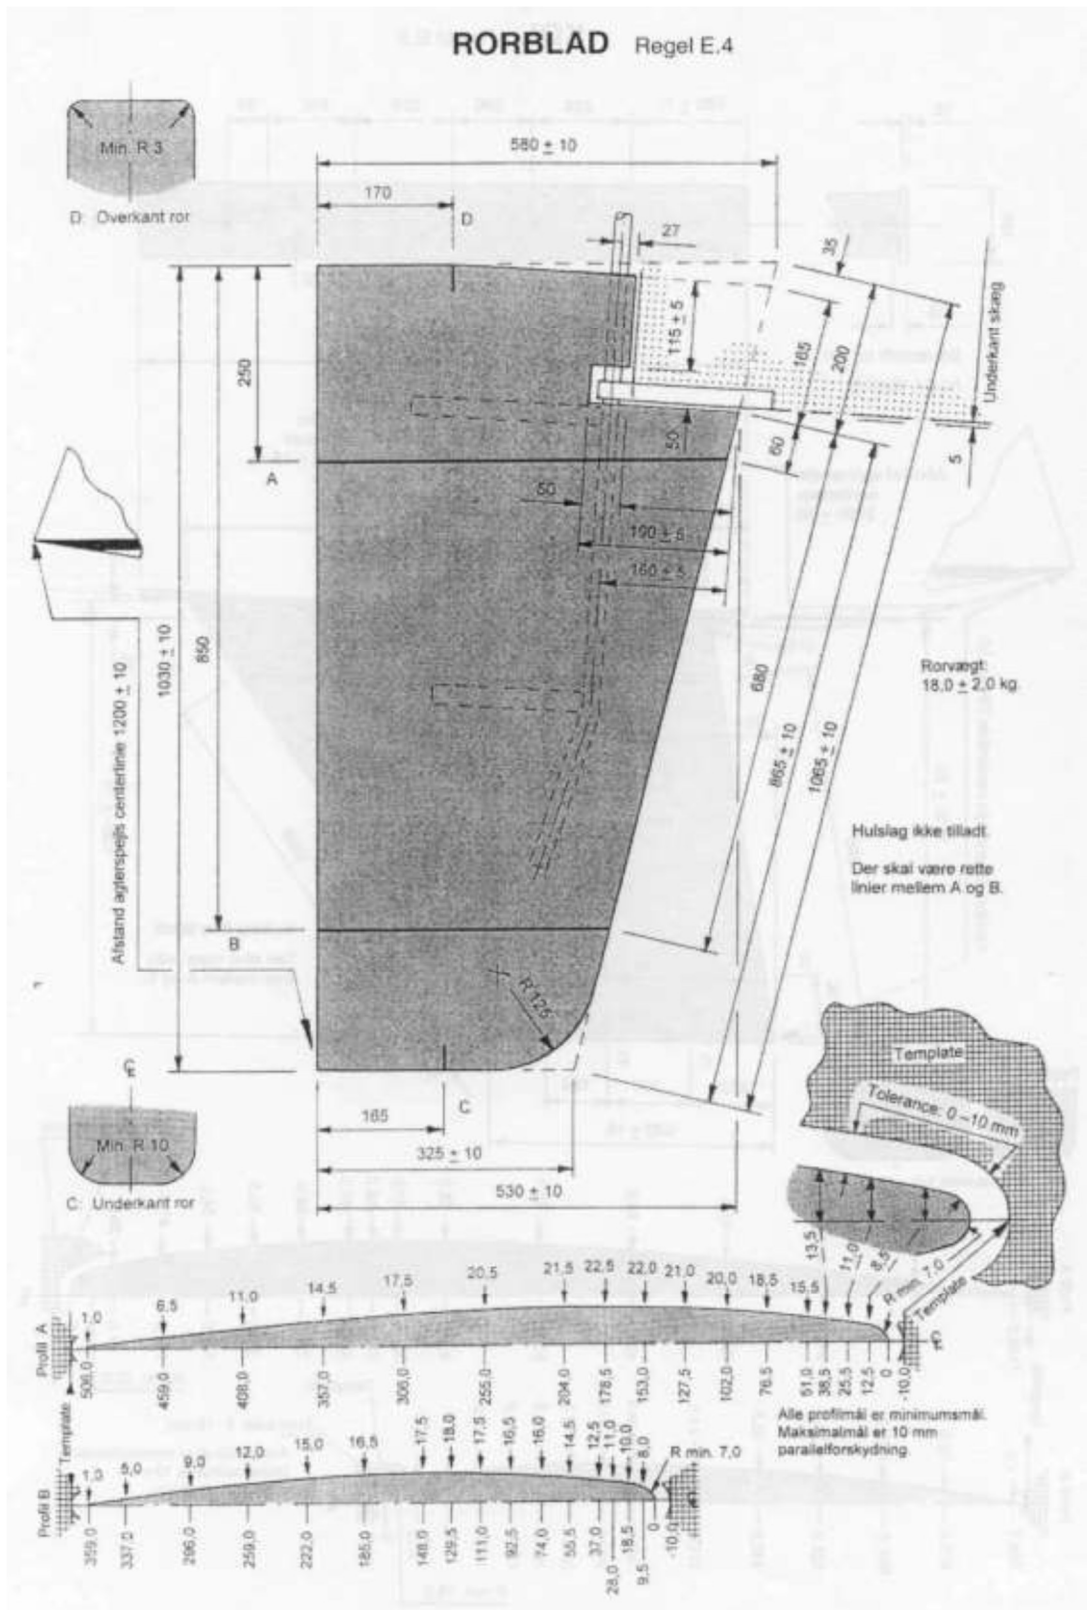 RORBLAD Regel E.4
Min. R 3
D: Overkant ror
580 ± 10
170
D
27
35
115 ± 5
165
200
Underkant skæg
250
A
50
60
5
50
190 ± 5
160 ± 5
Afstand agterspejls centerlinie 1200 ± 10
1030 ± 10
850
680
865 ± 10
1065 ± 10
Rorvægt:
18,0 ± 2,0 kg.
Hulslag ikke tilladt.
Der skal være rette
linier mellem A og B.
B
R 125
Min. R 10
C: Underkant ror
165
C
325 ± 10
530 ± 10
Template
Tolerance: 0 –10 mm
13,5
11,0
8,5
R min. 7,0
Template
Profil A
1,0 6,5 11,0 14,5 17,5 20,5 21,5 22,5 22,0 21,0 20,0 18,5 15,5
459,0 408,0 357,0 306,0 255,0 204,0 178,5 153,0 127,5 102,0 76,5 51,0 38,5 25,5 12,5 0 -10,0
Alle profilmål er minimumsmål.
Maksimalmål er 10 mm
parallelforskydning.
Template
Profil B
1,0 5,0 9,0 12,0 15,0 16,5 17,5 18,0 17,5 16,5 16,0 14,5 12,5 11,0 10,0 8,0
R min. 7,0
359,0 337,0 296,0 259,0 222,0 185,0 148,0 129,5 111,0 92,5 74,0 55,5 37,0 28,0 18,5 9,5 0 -10,0